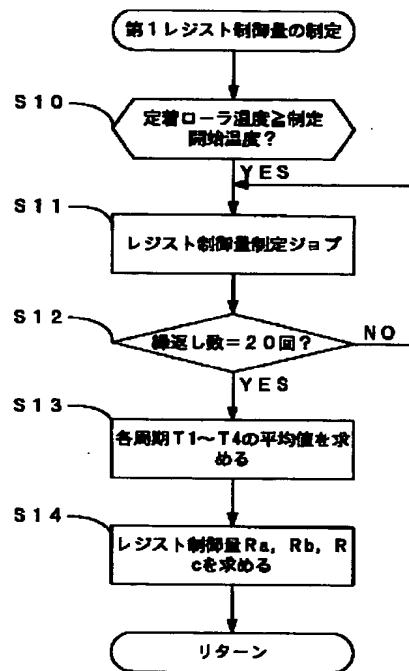 第1レジスト制御量の制定
S10
定着ローラ温度≧制定
開始温度?
YES
S11
レジスト制御量制定ジョブ
S12
繰返し数=20回?
NO
YES
S13
各周期T1~T4の平均値を求
める
S14
レジスト制御量Ra, Rb, R
cを求める
リターン